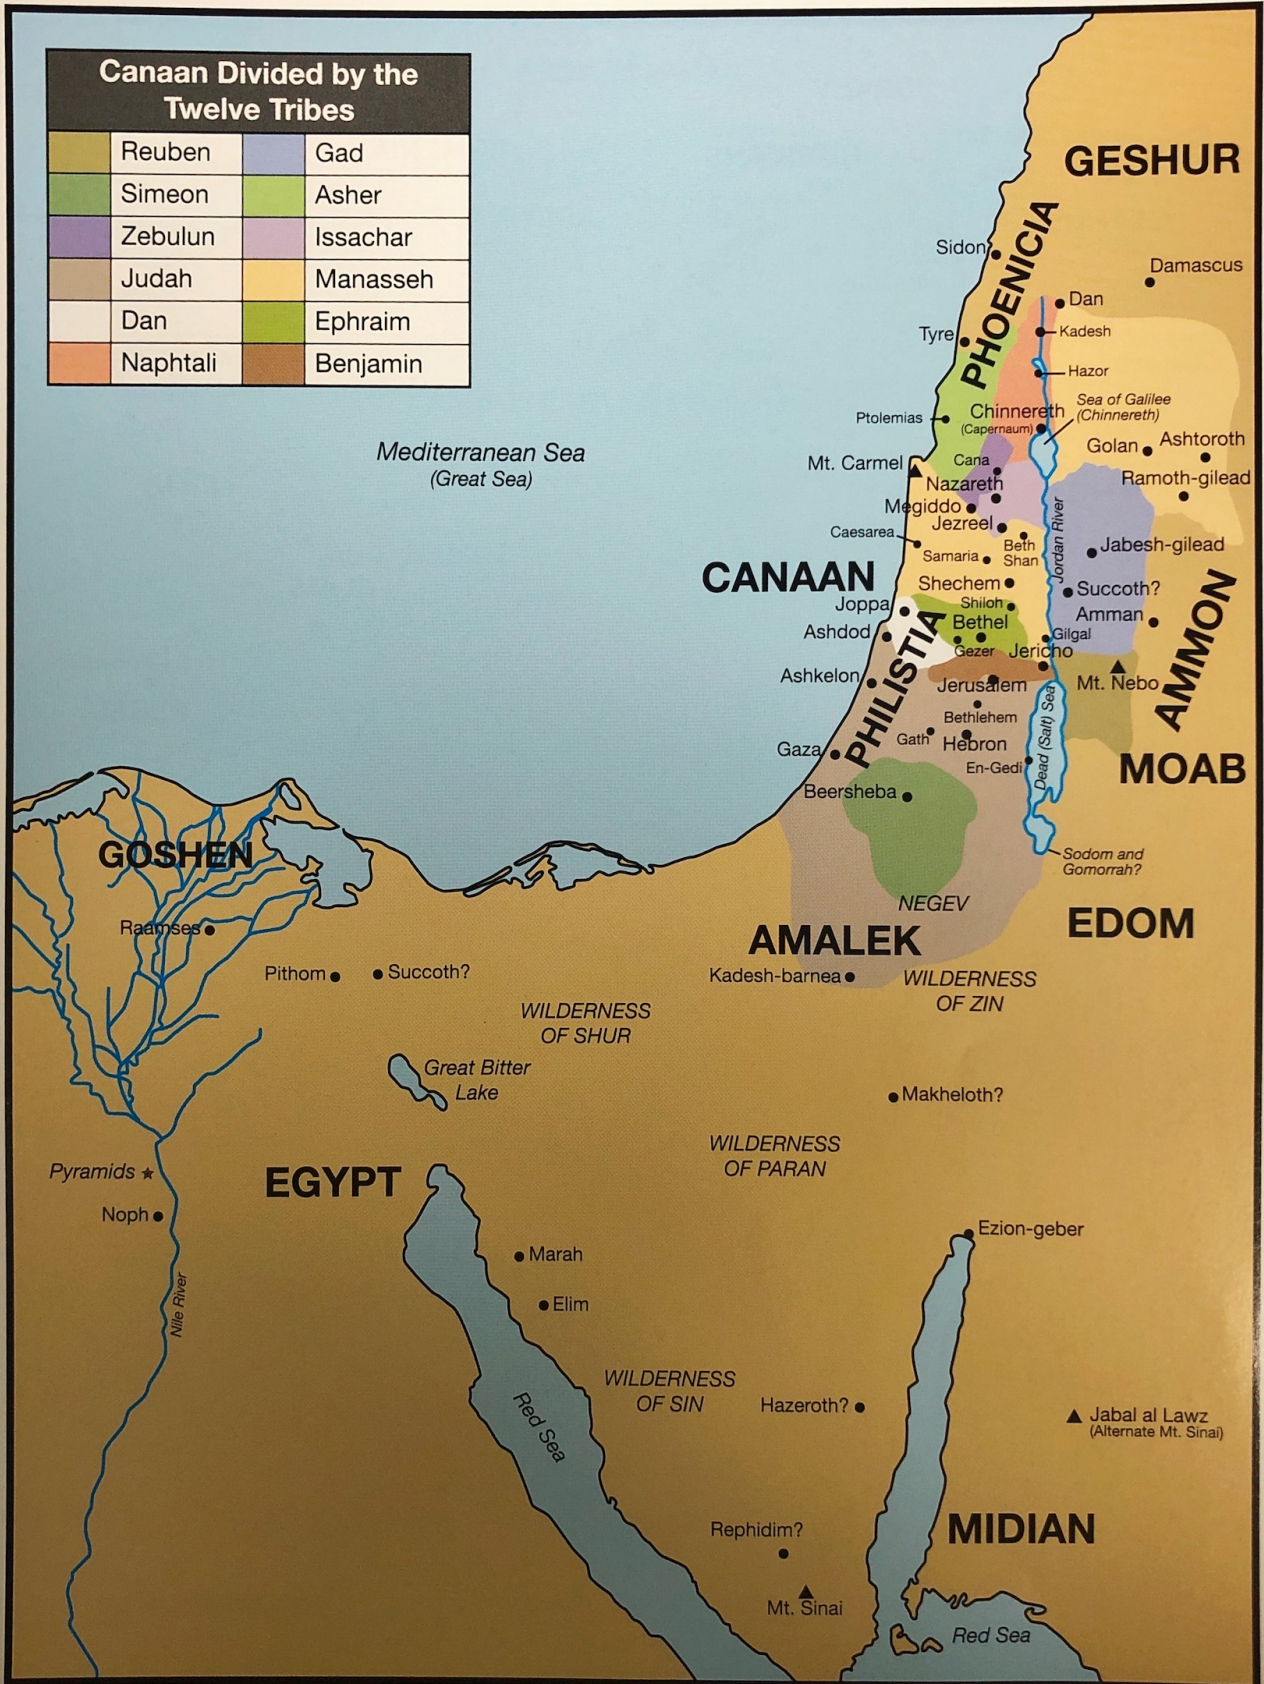 Canaan Divided by the
Twelve Tribes
Reuben
Gad
Simeon
Asher
Zebulun
Issachar
Judah
Manasseh
Dan
Ephraim
Naphtali
Benjamin
GESHUR
PHOENICIA
Sidon
Damascus
Dan
Tyre
Kadesh
Hazor
Sea of Galilee
(Chinnereth)
Chinnereth
(Capernaum)
Ptolemias
Golan
Ashtoroth
Mediterranean Sea
(Great Sea)
Mt. Carmel
Cana
Ramoth-gilead
Nazareth
Megiddo
Jezreel
Caesarea
Beth
Shan
Jordan River
Jabesh-gilead
Samaria
CANAAN
Shechem
Succoth?
Joppa
Shiloh
Amman
Bethel
Ashdod
Gilgal
Gezer
Jericho
AMMON
PHILISTIA
Ashkelon
Jerusalem
Mt. Nebo
Bethlehem
Dead (Salt) Sea
Gath
Hebron
Gaza
En-Gedi
MOAB
Beersheba
GOSHEN
Sodom and
Gomorrah?
NEGEV
EDOM
Raamses
AMALEK
Pithom
Succoth?
Kadesh-barnea
WILDERNESS
OF ZIN
WILDERNESS
OF SHUR
Great Bitter
Lake
Makheloth?
WILDERNESS
OF PARAN
Pyramids
EGYPT
Noph
Ezion-geber
Marah
Nile River
Elim
WILDERNESS
OF SIN
Red Sea
Hazeroth?
Jabal al Lawz
(Alternate Mt. Sinai)
Rephidim?
MIDIAN
Mt. Sinai
Red Sea